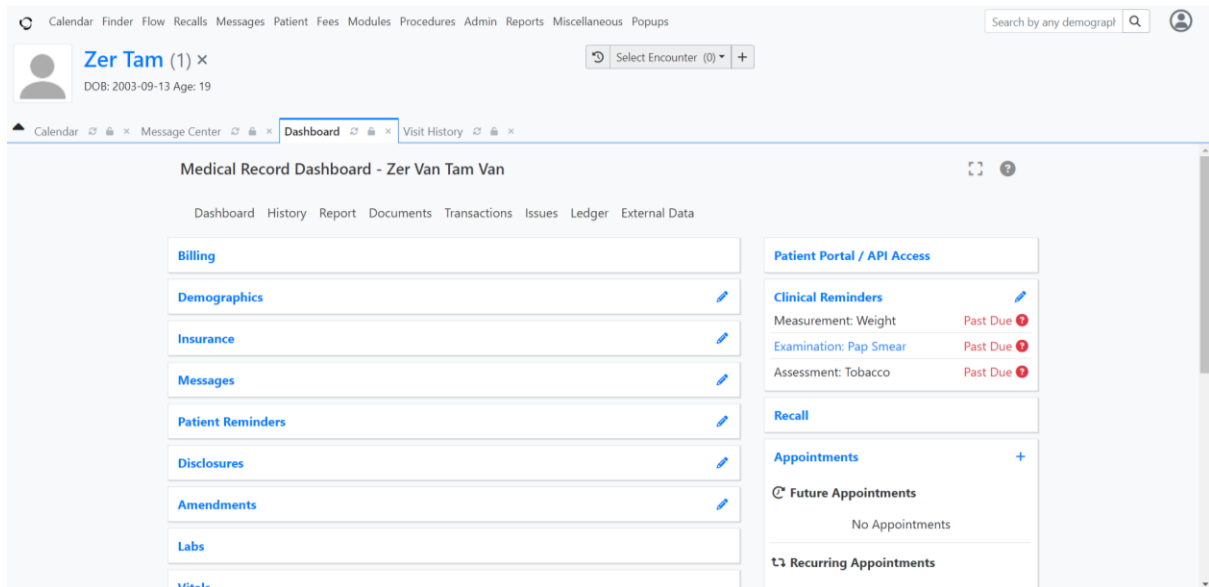 Calendar Finder Flow Recalls Messages Patient Fees Modules Procedures Admin Reports Miscellaneous Popups
Search by any demograph
Zer Tam (1) ×
Select Encounter (0)
DOB: 2003-09-13 Age: 19
Calendar × Message Center × Dashboard × Visit History ×
Medical Record Dashboard - Zer Van Tam Van
Dashboard History Report Documents Transactions Issues Ledger External Data
Billing
Demographics
Insurance
Messages
Patient Reminders
Disclosures
Amendments
Labs
Vitals
Patient Portal / API Access
Clinical Reminders
Measurement: Weight Past Due
Examination: Pap Smear Past Due
Assessment: Tobacco Past Due
Recall
Appointments
Future Appointments
No Appointments
Recurring Appointments